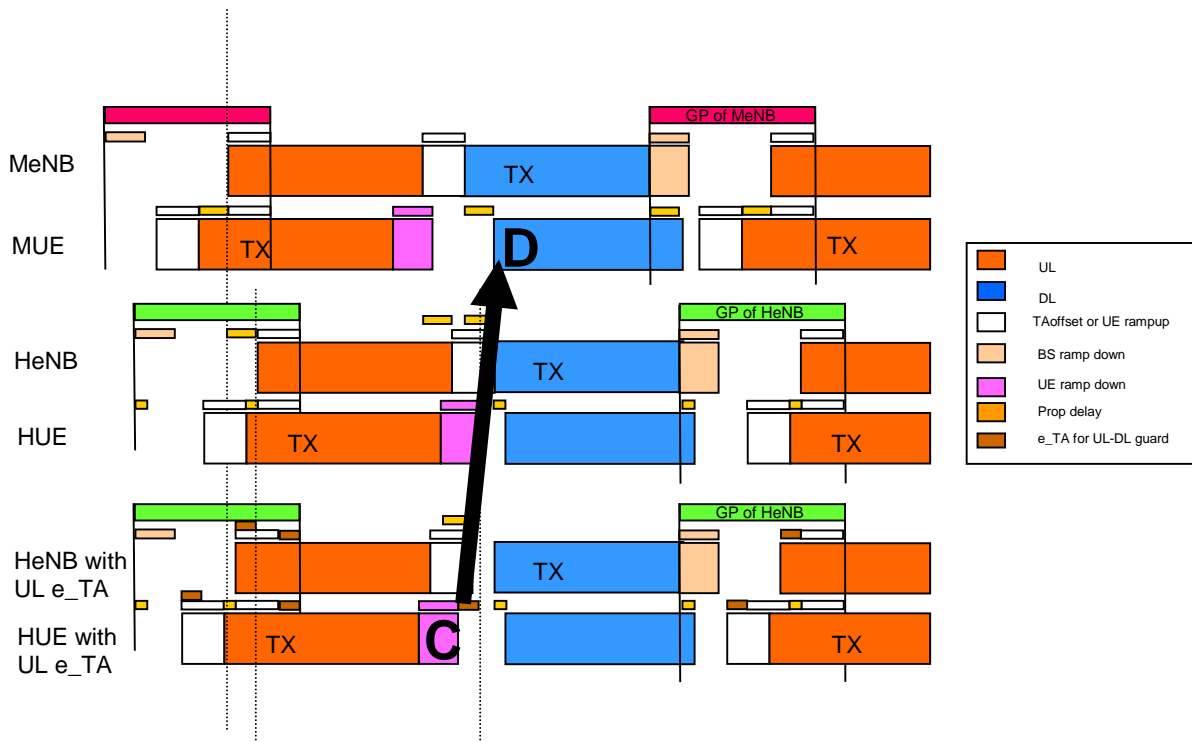 GP of MeNB
MeNB
TX
MUE
TX
D
TX
GP of HeNB
HeNB
TX
HUE
TX
TX
GP of HeNB
HeNB with
UL e_TA
TX
HUE with
UL e_TA
TX
C
TX
UL
DL
TAoffset or UE rampup
BS ramp down
UE ramp down
Prop delay
e_TA for UL-DL guard